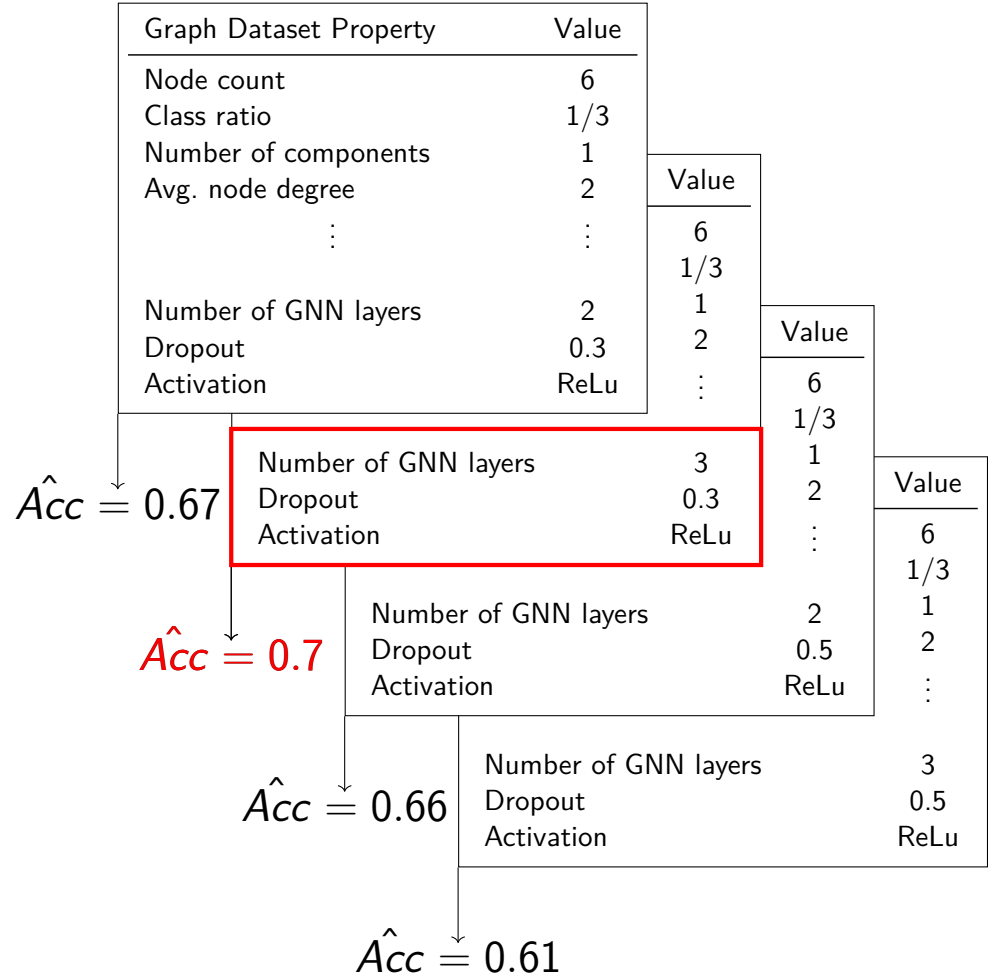 Graph Dataset Property Value
Node count 6
Class ratio 1/3
Number of components 1
Avg. node degree 2
⋮ ⋮
Number of GNN layers 2
Dropout 0.3
Activation ReLu
Âcc = 0.67
Value
6
1/3
1
2
⋮
Number of GNN layers 3
Dropout 0.3
Activation ReLu
Âcc = 0.7
Value
6
1/3
1
2
⋮
Number of GNN layers 2
Dropout 0.5
Activation ReLu
Âcc = 0.66
Value
6
1/3
1
2
⋮
Number of GNN layers 3
Dropout 0.5
Activation ReLu
Âcc = 0.61